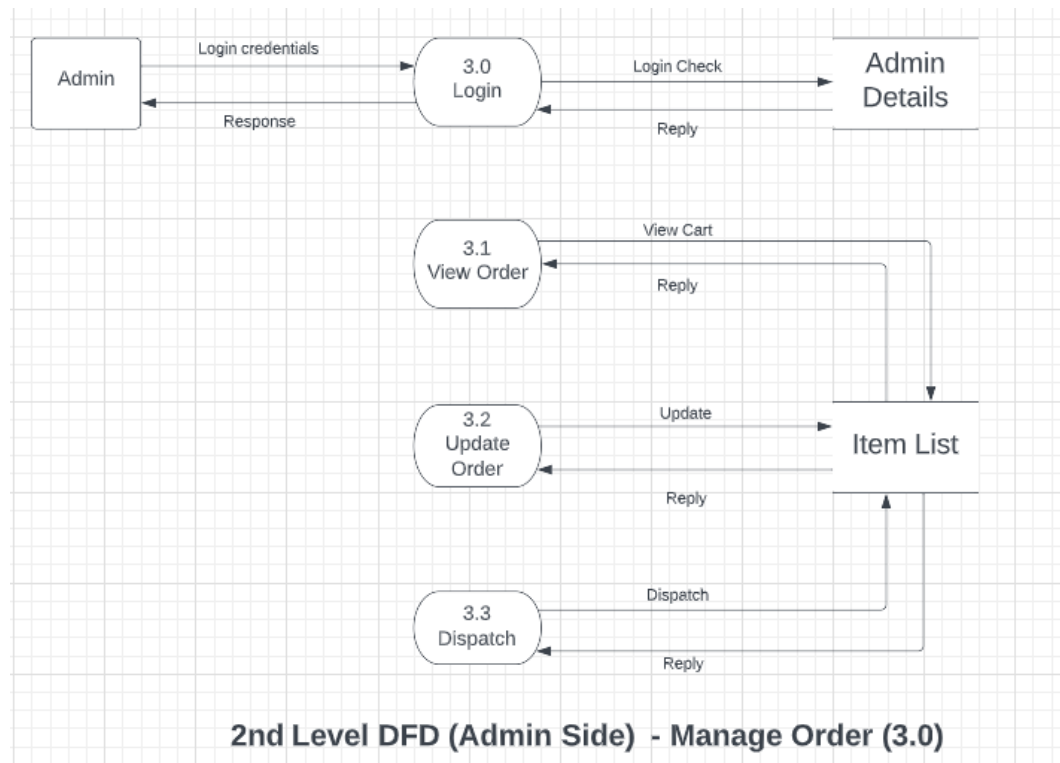 Login credentials
Admin
Response
3.0
Login
Login Check
Reply
Admin
Details
3.1
View Order
View Cart
Reply
3.2
Update
Order
Update
Reply
Item List
3.3
Dispatch
Dispatch
Reply
2nd Level DFD (Admin Side) - Manage Order (3.0)